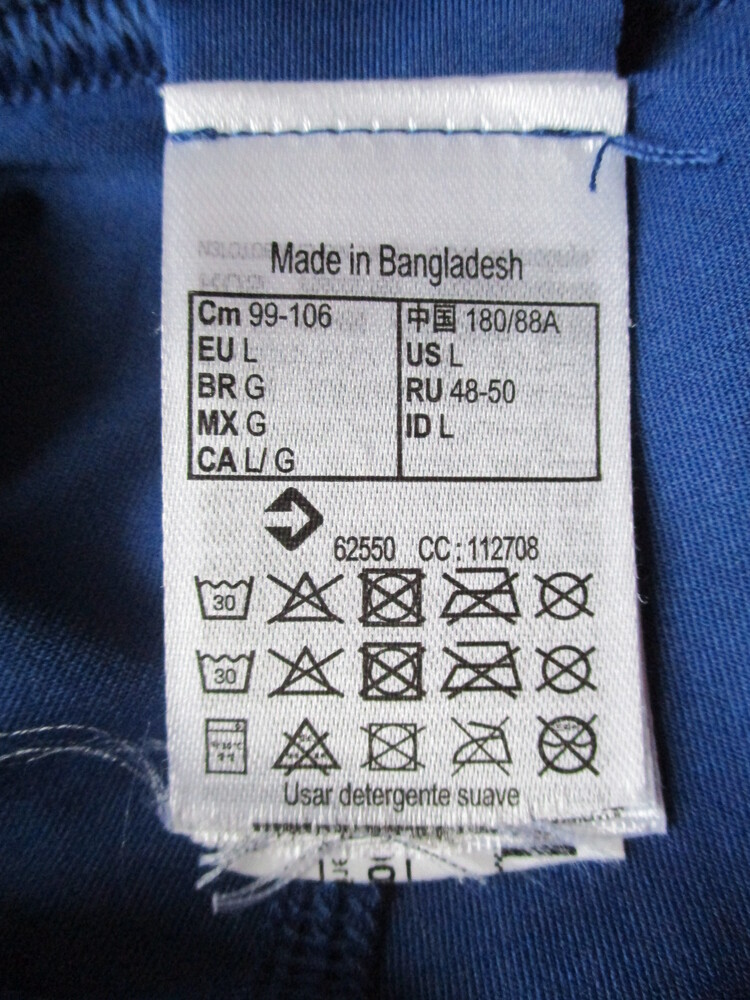 Made in Bangladesh
Cm 99-106
EU L
BR G
MX G
CA L/ G
中国 180/88A
US L
RU 48-50
ID L
62550 CC : 112708
30
30
Usar detergente suave